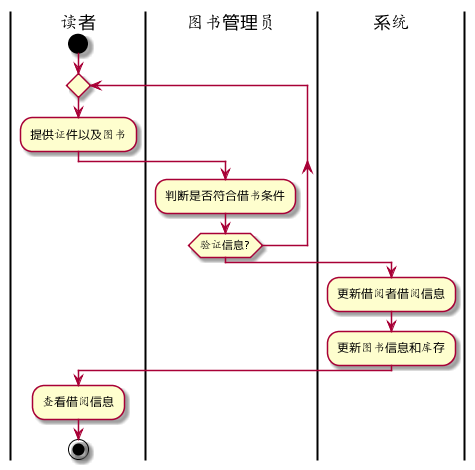 读者
图书管理员
系统
提供证件以及图书
判断是否符合借书条件
验证信息?
更新借阅者借阅信息
更新图书信息和库存
查看借阅信息